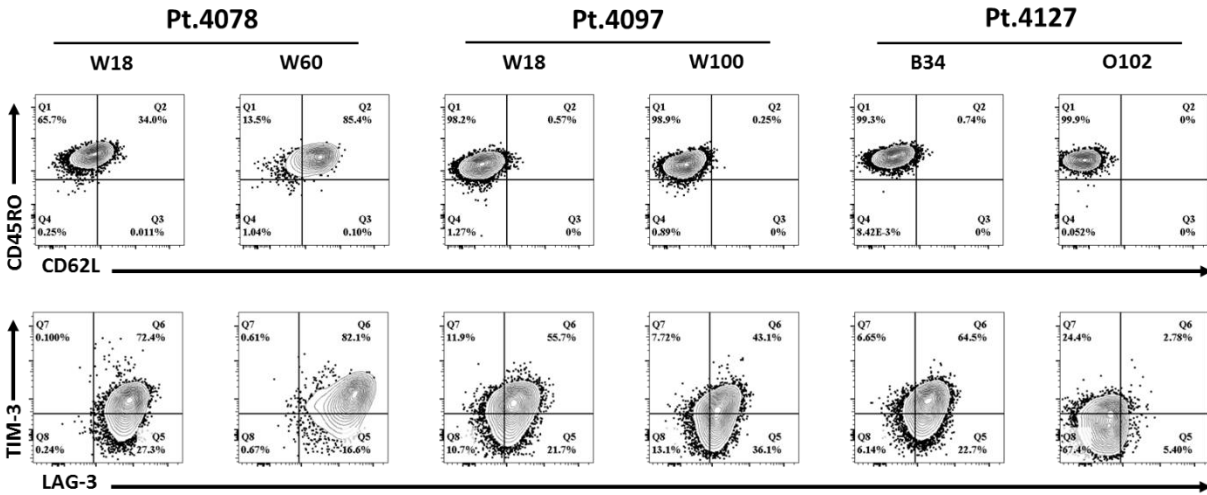 Pt.4078 Pt.4097 Pt.4127
W18 W60 W18 W100 B34 O102
Q1 Q2 Q1 Q2 Q1 Q2 Q1 Q2 Q1 Q2 Q1 Q2
65.7% 34.0% 13.5% 85.4% 98.2% 0.57% 98.9% 0.25% 99.3% 0.74% 99.9% 0%
CD45RO
Q4 Q3 Q4 Q3 Q4 Q3 Q4 Q3 Q4 Q3 Q4 Q3
0.25% 0.011% 1.04% 0.10% 1.27% 0% 0.89% 0% 8.42E-3% 0% 0.052% 0%
CD62L
Q7 Q6 Q7 Q6 Q7 Q6 Q7 Q6 Q7 Q6 Q7 Q6
0.100% 72.4% 0.61% 82.1% 11.9% 55.7% 7.72% 43.1% 6.65% 64.5% 24.4% 2.78%
TIM-3
Q8 Q5 Q8 Q5 Q8 Q5 Q8 Q5 Q8 Q5 Q8 Q5
0.24% 27.3% 0.67% 16.6% 10.7% 21.7% 13.1% 36.1% 6.14% 22.7% 67.4% 5.40%
LAG-3